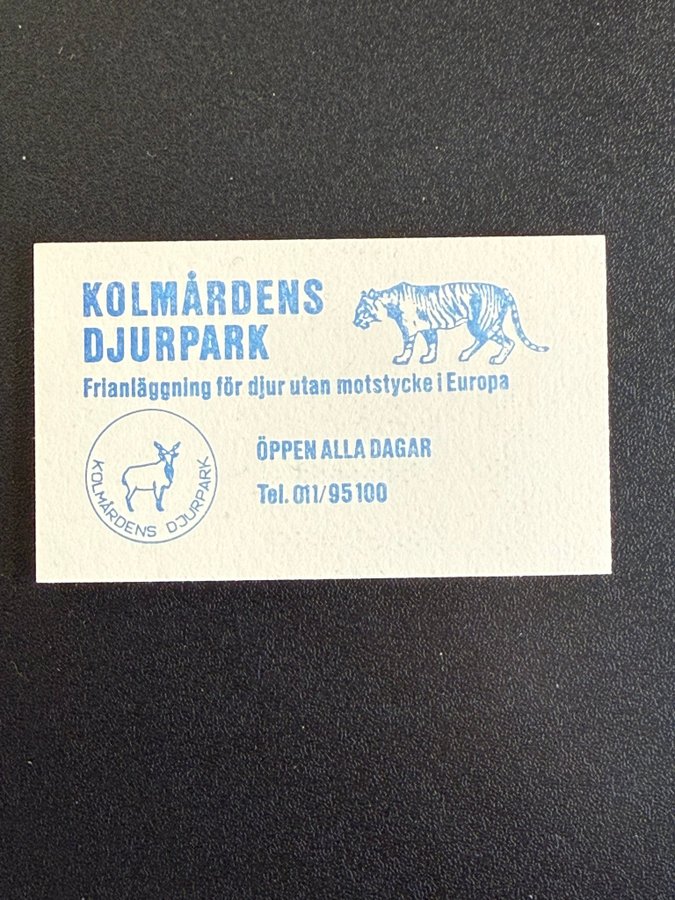 KOLMÅRDENS
DJURPARK
Frianläggning för djur utan motstycke i Europa
KOLMÅRDENS DJURPARK
ÖPPEN ALLA DAGAR
Tel. 011/95100